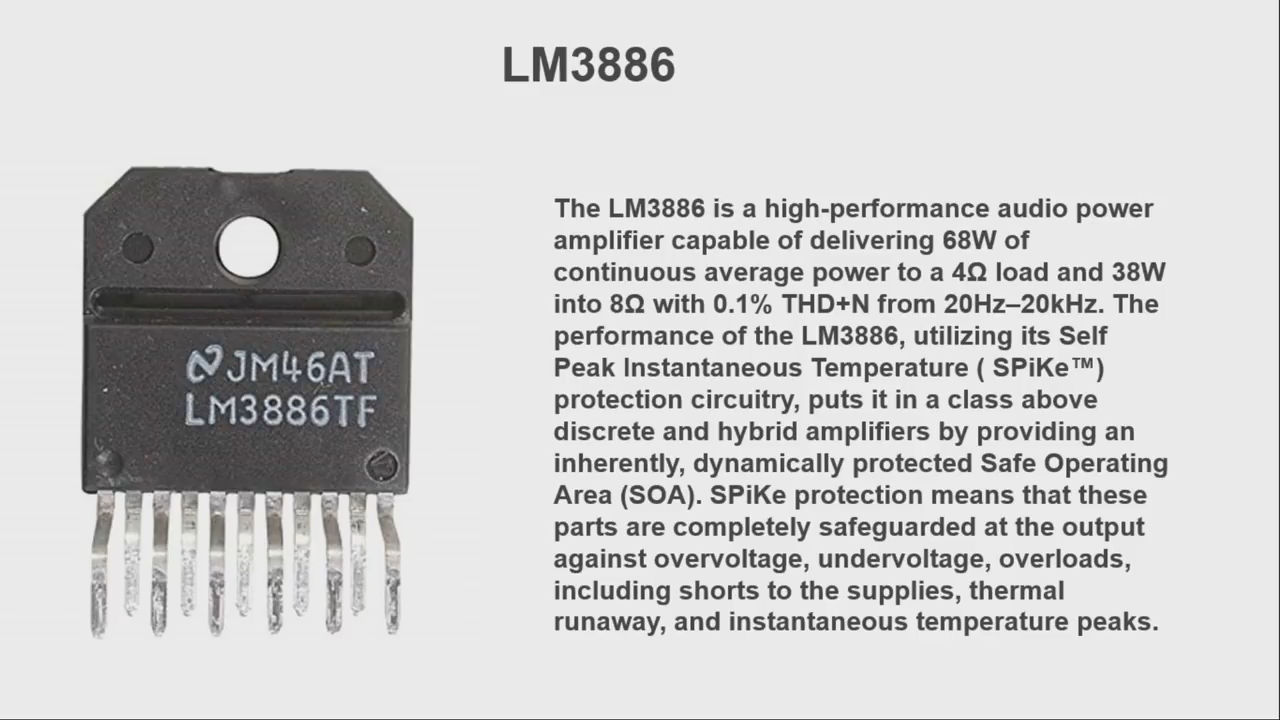 LM3886
JM46AT
LM3886TF
The LM3886 is a high-performance audio power
amplifier capable of delivering 68W of
continuous average power to a 4Ω load and 38W
into 8Ω with 0.1% THD+N from 20Hz–20kHz. The
performance of the LM3886, utilizing its Self
Peak Instantaneous Temperature ( SPiKe™)
protection circuitry, puts it in a class above
discrete and hybrid amplifiers by providing an
inherently, dynamically protected Safe Operating
Area (SOA). SPiKe protection means that these
parts are completely safeguarded at the output
against overvoltage, undervoltage, overloads,
including shorts to the supplies, thermal
runaway, and instantaneous temperature peaks.